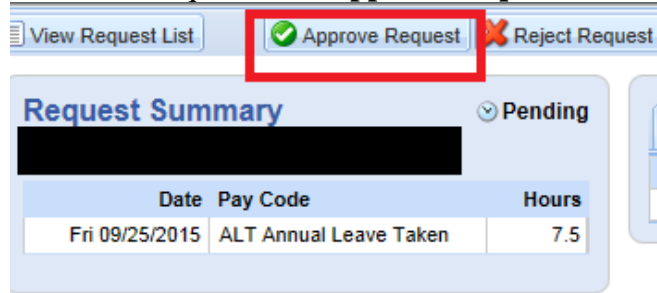 View Request List Approve Request Reject Request
Request Summary Pending
Date Pay Code Hours
Fri 09/25/2015 ALT Annual Leave Taken 7.5